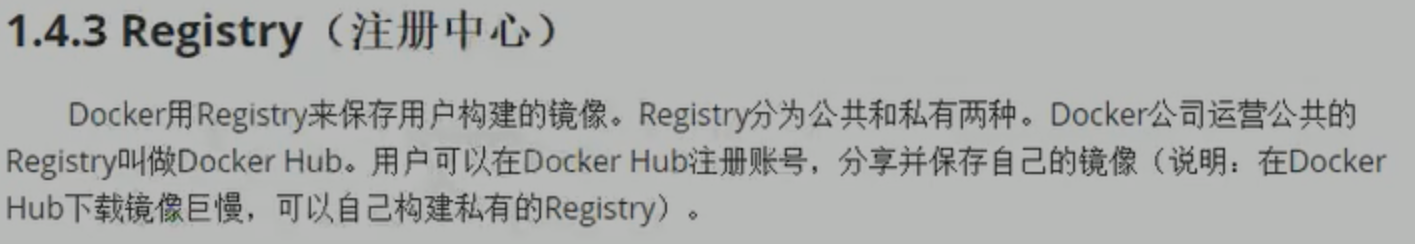 1.4.3 Registry（注册中心）
Docker用Registry来保存用户构建的镜像。Registry分为公共和私有两种。Docker公司运营公共的
Registry叫做Docker Hub。用户可以在Docker Hub注册账号，分享并保存自己的镜像（说明：在Docker
Hub下载镜像巨慢，可以自己构建私有的Registry）。